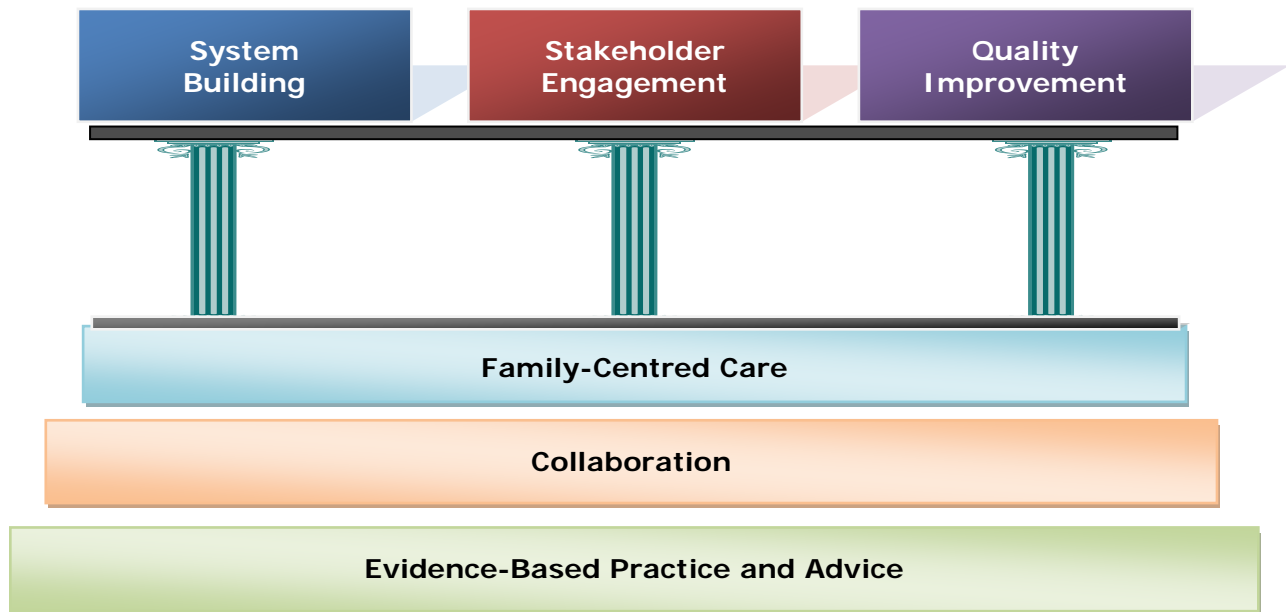 System
Building
Stakeholder
Engagement
Quality
Improvement
Family-Centred Care
Collaboration
Evidence-Based Practice and Advice